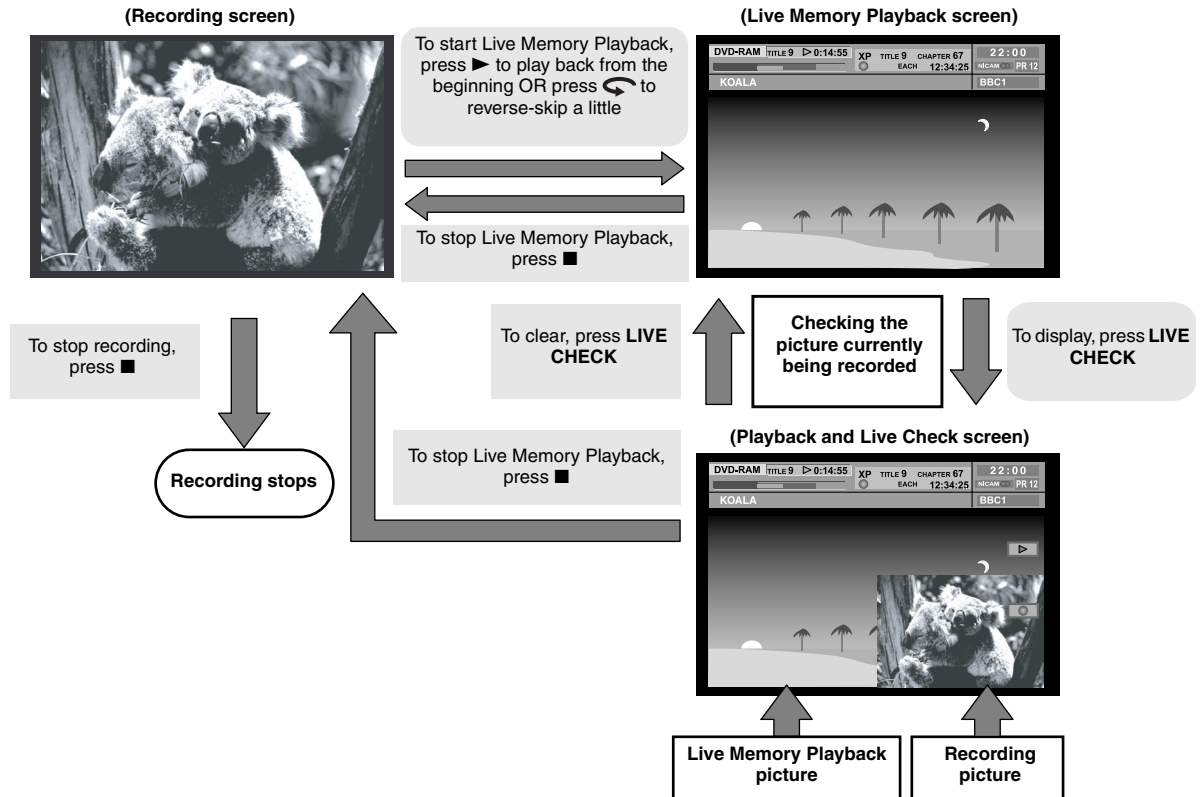 (Recording screen)
To start Live Memory Playback,
press ► to play back from the
beginning OR press to
reverse-skip a little
(Live Memory Playback screen)
DVD-RAM TITLE 9 ▷ 0:14:55 XP TITLE 9 CHAPTER 67 22:00
EACH 12:34:25 NICAM PR 12
KOALA BBC1
To stop Live Memory Playback,
press ■
To stop recording,
press ■
To clear, press LIVE
CHECK
Checking the
picture currently
being recorded
To display, press LIVE
CHECK
Recording stops
To stop Live Memory Playback,
press ■
(Playback and Live Check screen)
DVD-RAM TITLE 9 ▷ 0:14:55 XP TITLE 9 CHAPTER 67 22:00
EACH 12:34:25 NICAM PR 12
KOALA BBC1
Live Memory Playback
picture
Recording
picture